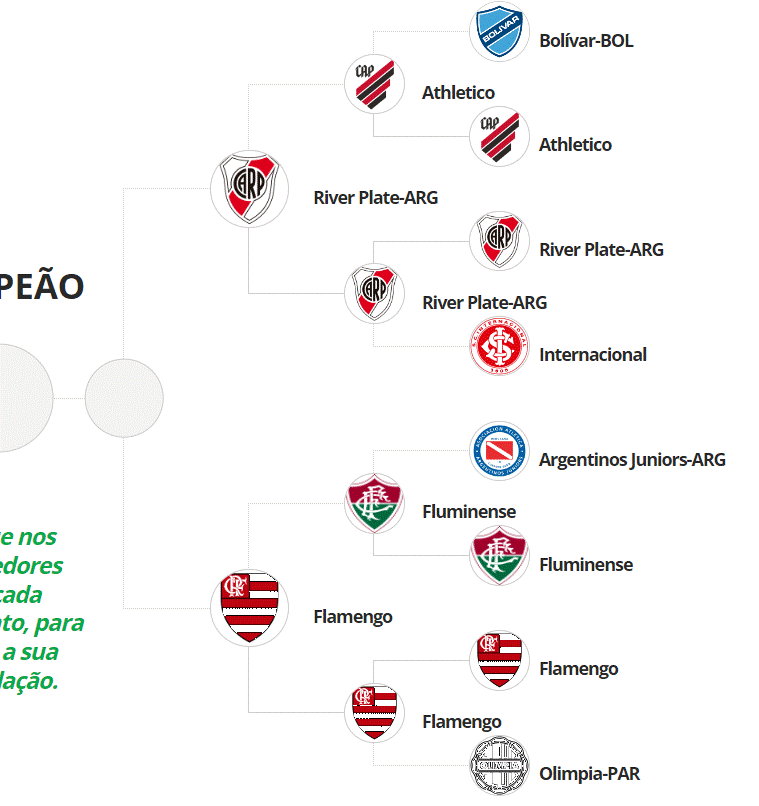 Bolívar-BOL
Athletico
Athletico
River Plate-ARG
River Plate-ARG
River Plate-ARG
Internacional
PEÃO
Argentinos Juniors-ARG
Fluminense
Fluminense
e nos
edores
cada
Flamengo
nto, para
a sua
lação.
Flamengo
Flamengo
Olimpia-PAR